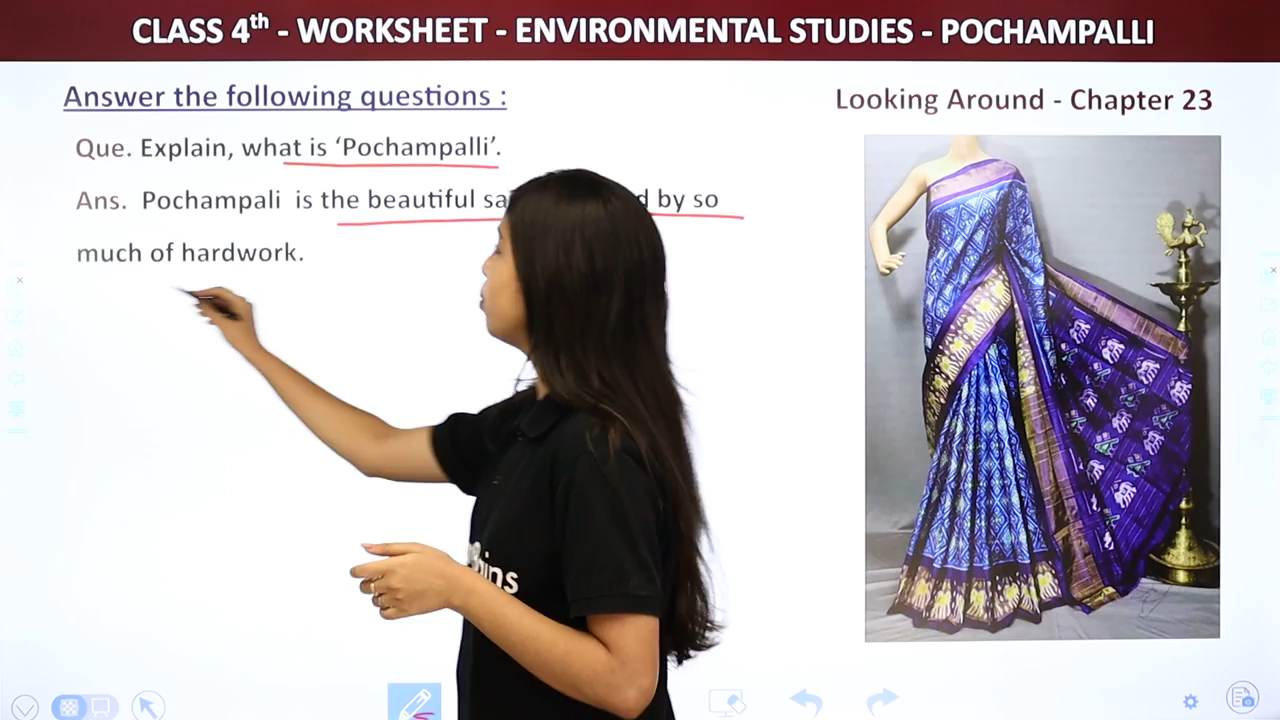 CLASS 4th - WORKSHEET - ENVIRONMENTAL STUDIES - POCHAMPALLI
Answer the following questions :
Looking Around - Chapter 23
Que. Explain, what is ‘Pochampalli’.
Ans. Pochampali is the beautiful by so
much of hardwork.